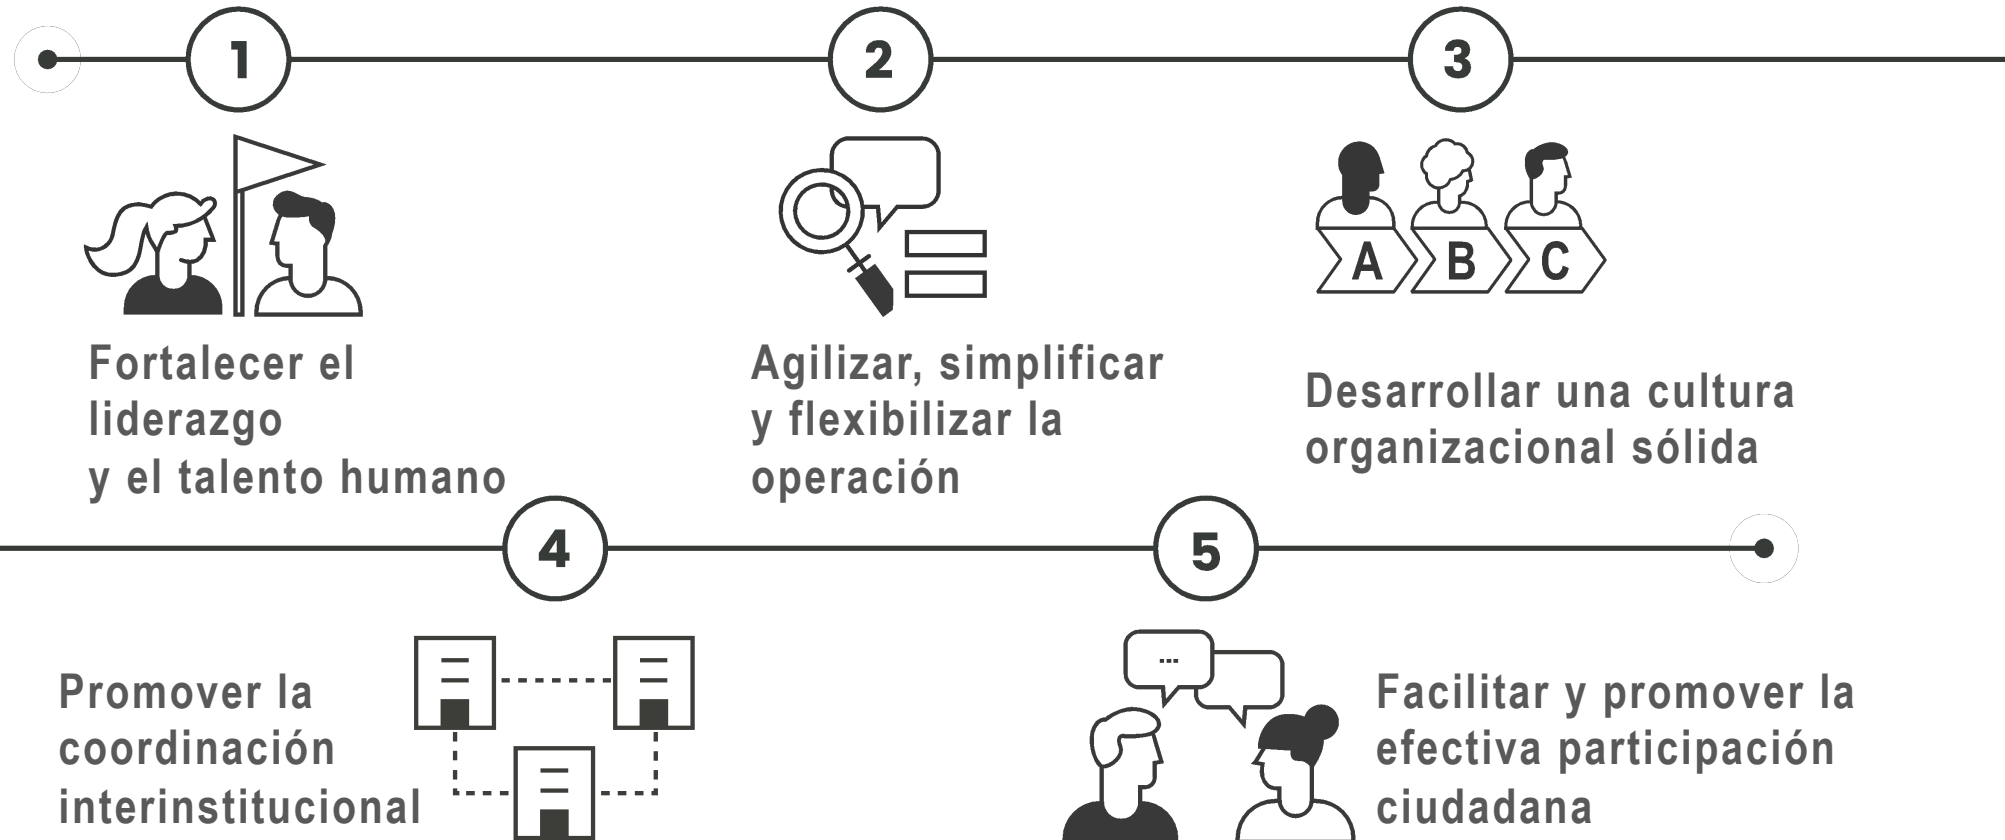 1
2
3
A B C
Fortalecer el
liderazgo
y el talento humano
Agilizar, simplificar
y flexibilizar la
operación
Desarrollar una cultura
organizacional sólida
4
5
Promover la
coordinación
interinstitucional
...
Facilitar y promover la
efectiva participación
ciudadana